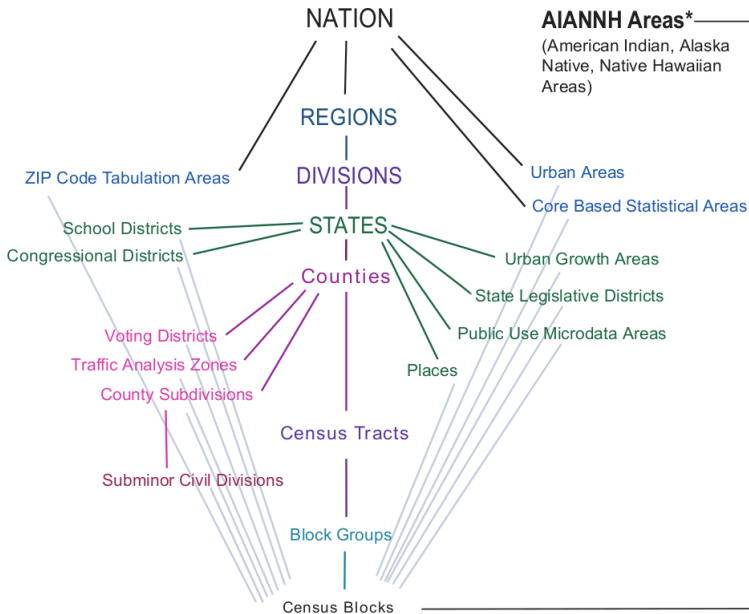 NATION
AIANNH Areas*
(American Indian, Alaska
Native, Native Hawaiian
Areas)
REGIONS
ZIP Code Tabulation Areas
DIVISIONS
Urban Areas
Core Based Statistical Areas
School Districts
STATES
Congressional Districts
Urban Growth Areas
Counties
State Legislative Districts
Voting Districts
Public Use Microdata Areas
Traffic Analysis Zones
Places
County Subdivisions
Census Tracts
Subminor Civil Divisions
Block Groups
Census Blocks